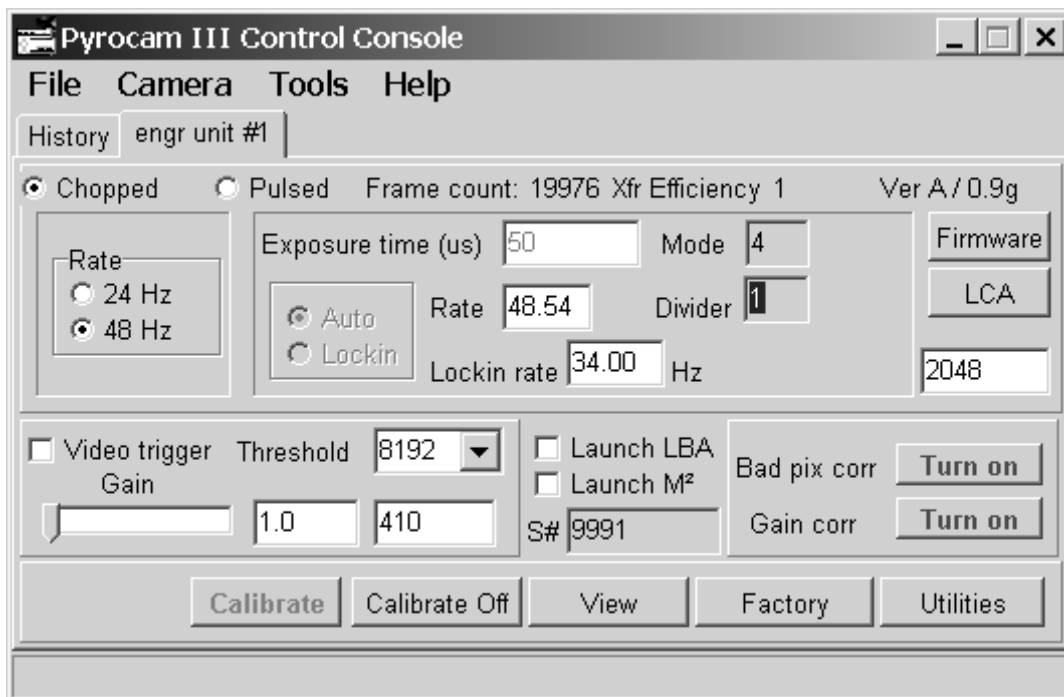 Pyrocam III Control Console
File Camera Tools Help
History engr unit #1
Chopped Pulsed Frame count: 19976 Xfr Efficiency 1 Ver A / 0.9g
Rate
24 Hz
48 Hz
Exposure time (us) 50 Mode 4
Auto
Lockin
Rate 48.54 Divider 1
Lockin rate 34.00 Hz
Firmware
LCA
2048
Video trigger Threshold 8192
Gain
1.0 410
Launch LBA
Launch M²
S# 9991
Bad pix corr Turn on
Gain corr Turn on
Calibrate Calibrate Off View Factory Utilities